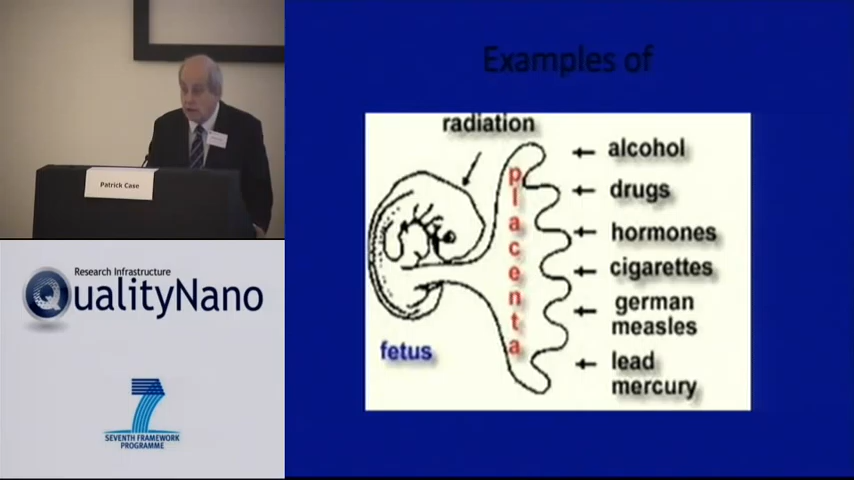 Patrick Case
Research Infrastructure
QualityNano
7
SEVENTH FRAMEWORK
PROGRAMME
Examples of
radiation
alcohol
drugs
hormones
cigarettes
german
measles
lead
mercury
placenta
fetus